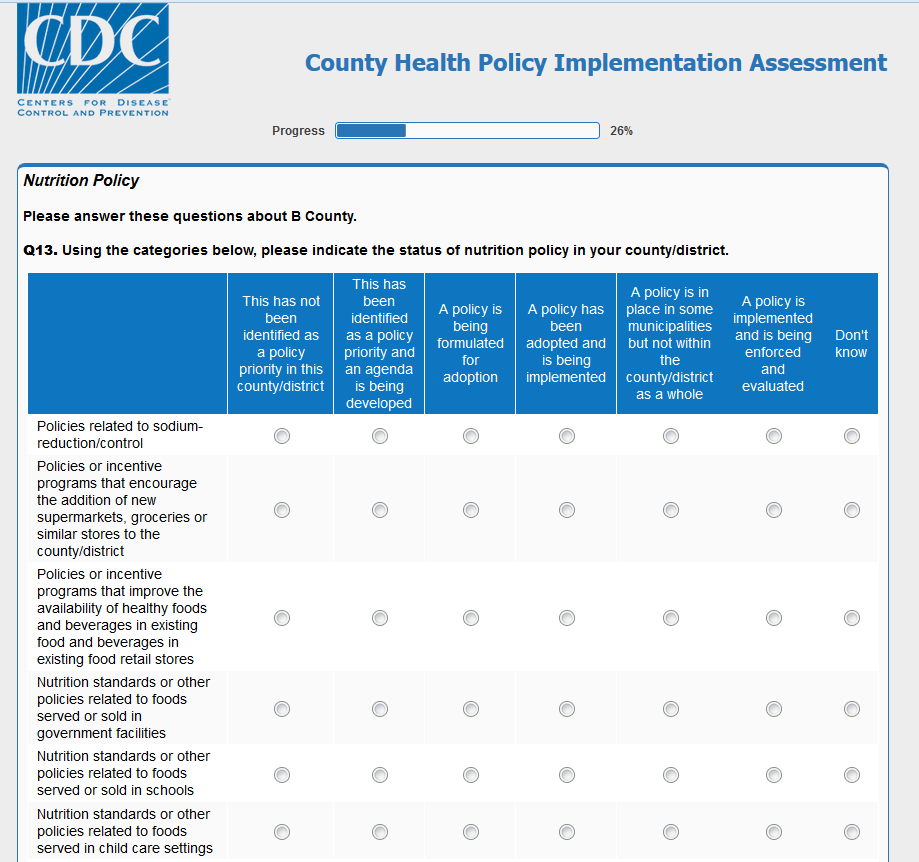 CDC
CENTERS FOR DISEASE
CONTROL AND PREVENTION
County Health Policy Implementation Assessment
Progress 26%
Nutrition Policy
Please answer these questions about B County.
Q13. Using the categories below, please indicate the status of nutrition policy in your county/district.
This has not
been
identified as
a policy
priority in this
county/district
This has
been
identified
as a policy
priority and
an agenda
is being
developed
A policy is
being
formulated
for
adoption
A policy has
been
adopted and
is being
implemented
A policy is in
place in some
municipalities
but not within
the
county/district
as a whole
A policy is
implemented
and is being
enforced
and
evaluated
Don't
know
Policies related to sodium-
reduction/control
Policies or incentive
programs that encourage
the addition of new
supermarkets, groceries or
similar stores to the
county/district
Policies or incentive
programs that improve the
availability of healthy foods
and beverages in existing
food and beverages in
existing food retail stores
Nutrition standards or other
policies related to foods
served or sold in
government facilities
Nutrition standards or other
policies related to foods
served or sold in schools
Nutrition standards or other
policies related to foods
served in child care settings